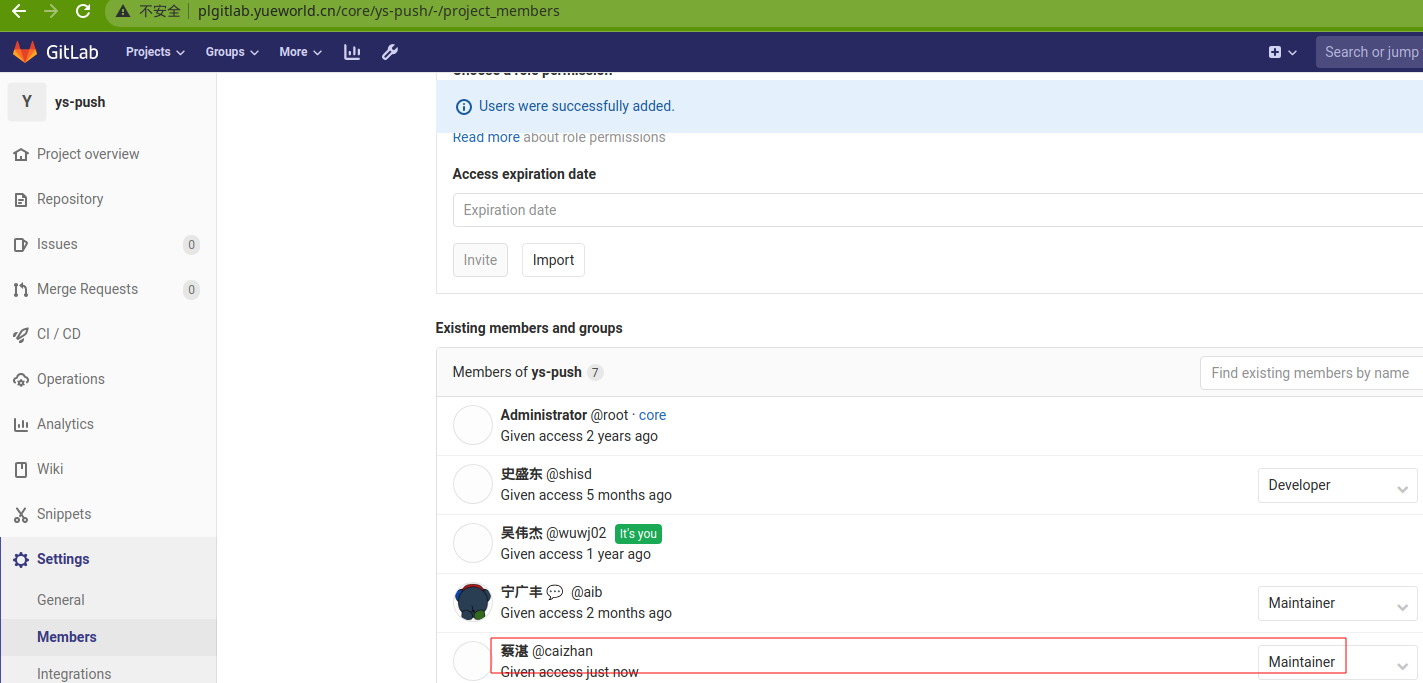 不安全 plgitlab.yueworld.cn/core/ys-push/-/project_members
GitLab Projects Groups More Search or jump
Y ys-push
Project overview
Repository
Issues 0
Merge Requests 0
CI / CD
Operations
Analytics
Wiki
Snippets
Settings
General
Members
Integrations
Choose a role permission
Users were successfully added.
Read more about role permissions
Access expiration date
Expiration date
Invite Import
Existing members and groups
Members of ys-push 7 Find existing members by name
Administrator @root · core
Given access 2 years ago
史盛东 @shisd
Given access 5 months ago
Developer
吴伟杰 @wuwj02 It's you
Given access 1 year ago
宁广丰 💬 @aib
Given access 2 months ago
Maintainer
蔡湛 @caizhan
Given access just now
Maintainer